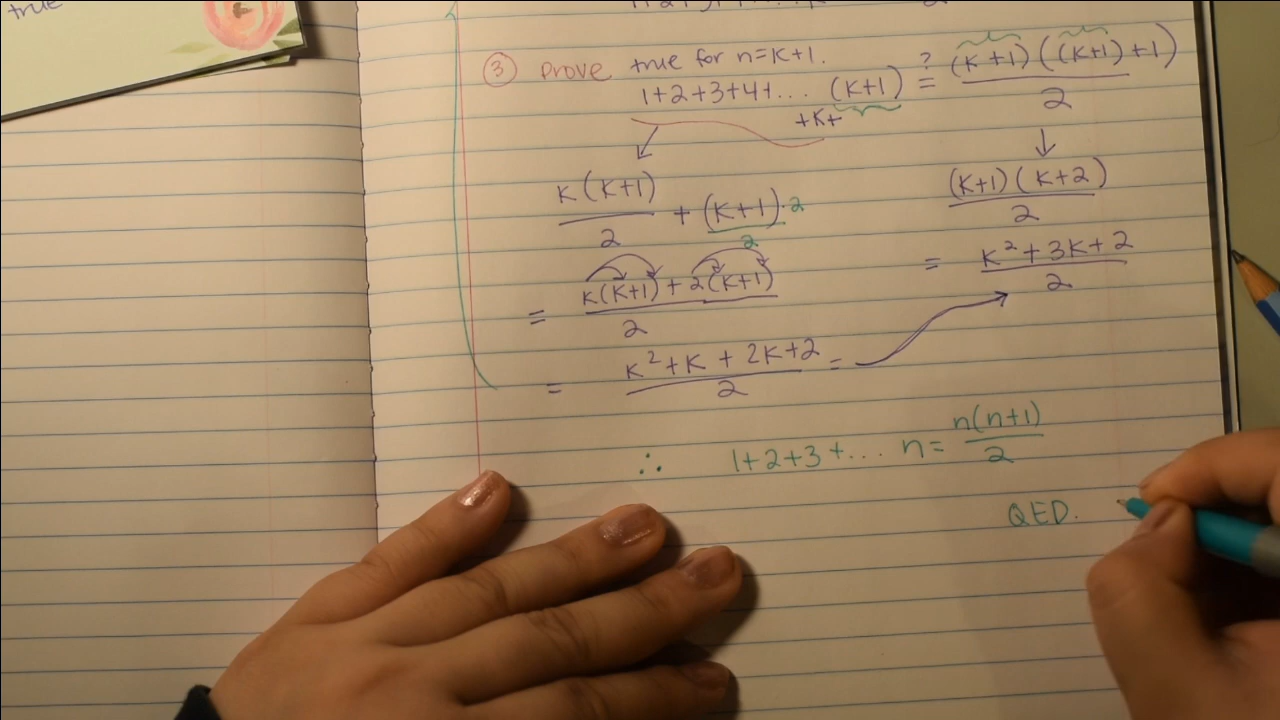 true
③ prove true for n=k+1.
1+2+3+4+... +k+ (k+1) ?= (k+1)((k+1)+1)/2
k(k+1)/2 + (k+1)·2/2
(k+1)(k+2)/2
= k(k+1)+2(k+1)/2
= k²+3k+2/2
= k²+k+2k+2/2 =
∴ 1+2+3+... n= n(n+1)/2
QED.